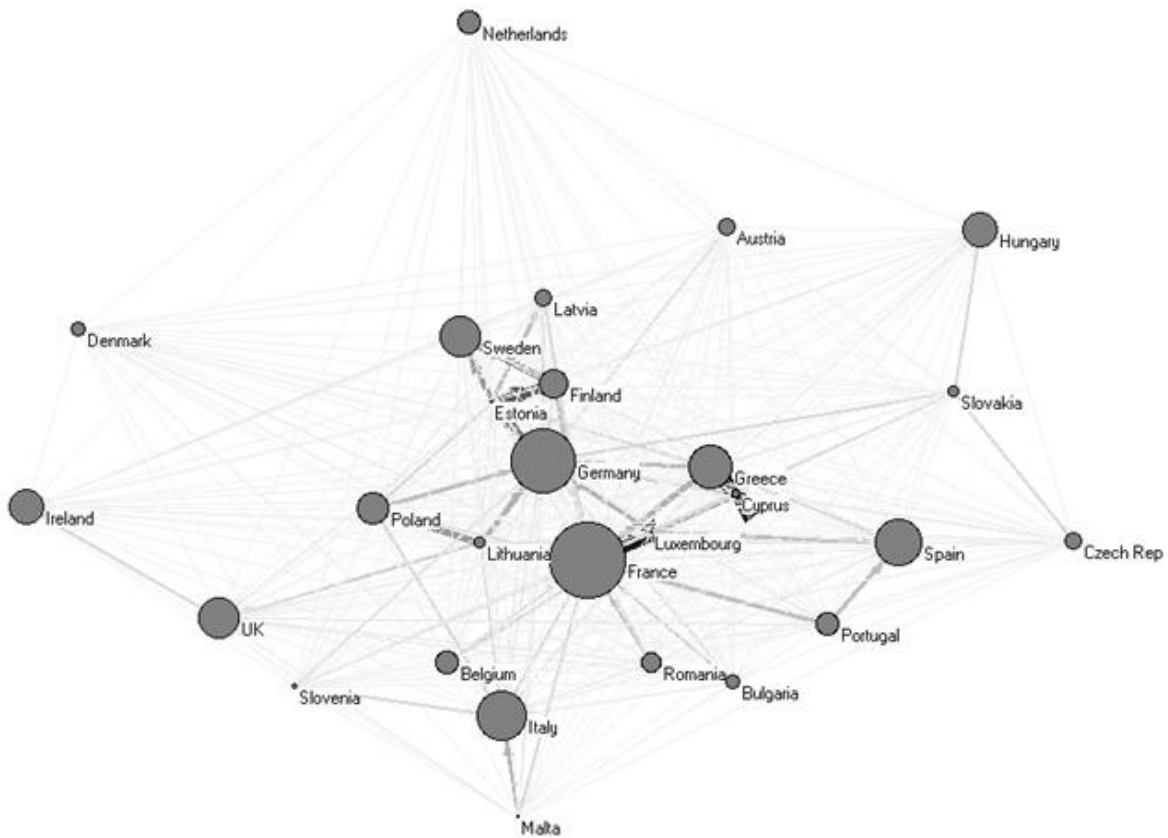 Netherlands
Austria
Hungary
Latvia
Denmark
Sweden
Finland
Slovakia
Estonia
Germany
Greece
Cyprus
Ireland
Poland
Luxembourg
Lithuania
Spain
Czech Rep
France
UK
Portugal
Belgium
Romania
Slovenia
Bulgaria
Italy
Malta